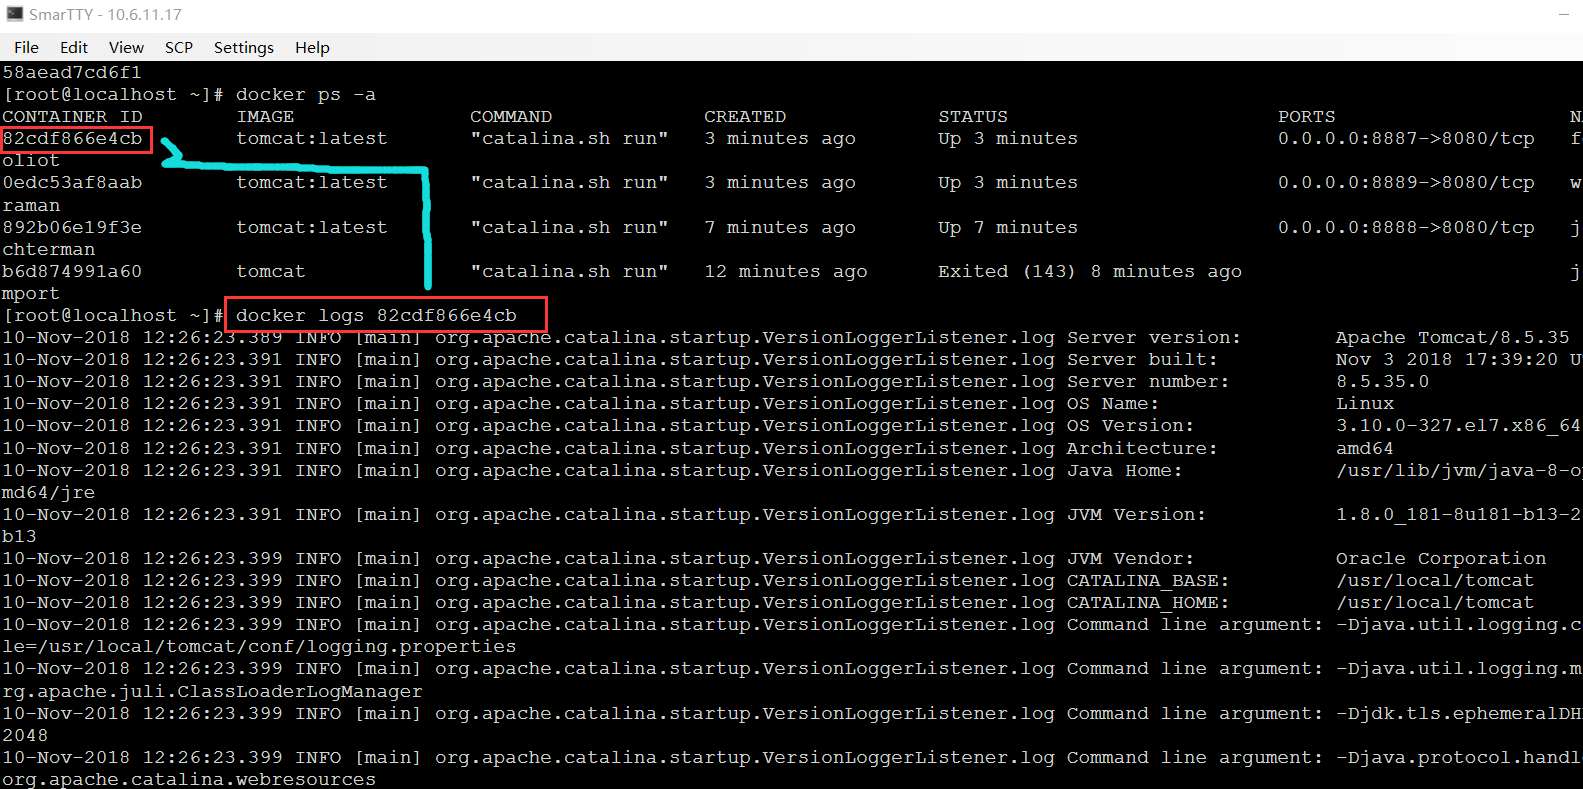 SmarTTY - 10.6.11.17
File Edit View SCP Settings Help
58aead7cd6f1
[root@localhost ~]# docker ps -a
CONTAINER ID IMAGE COMMAND CREATED STATUS PORTS
82cdf866e4cb tomcat:latest "catalina.sh run" 3 minutes ago Up 3 minutes 0.0.0.0:8887->8080/tcp
oliot
0edc53af8aab tomcat:latest "catalina.sh run" 3 minutes ago Up 3 minutes 0.0.0.0:8889->8080/tcp w
raman
892b06e19f3e tomcat:latest "catalina.sh run" 7 minutes ago Up 7 minutes 0.0.0.0:8888->8080/tcp j
chterman
b6d874991a60 tomcat "catalina.sh run" 12 minutes ago Exited (143) 8 minutes ago j
mport
[root@localhost ~]# docker logs 82cdf866e4cb
10-Nov-2018 12:26:23.389 INFO [main] org.apache.catalina.startup.VersionLoggerListener.log Server version: Apache Tomcat/8.5.35
10-Nov-2018 12:26:23.391 INFO [main] org.apache.catalina.startup.VersionLoggerListener.log Server built: Nov 3 2018 17:39:20 U
10-Nov-2018 12:26:23.391 INFO [main] org.apache.catalina.startup.VersionLoggerListener.log Server number: 8.5.35.0
10-Nov-2018 12:26:23.391 INFO [main] org.apache.catalina.startup.VersionLoggerListener.log OS Name: Linux
10-Nov-2018 12:26:23.391 INFO [main] org.apache.catalina.startup.VersionLoggerListener.log OS Version: 3.10.0-327.el7.x86_64
10-Nov-2018 12:26:23.391 INFO [main] org.apache.catalina.startup.VersionLoggerListener.log Architecture: amd64
10-Nov-2018 12:26:23.391 INFO [main] org.apache.catalina.startup.VersionLoggerListener.log Java Home: /usr/lib/jvm/java-8-o
md64/jre
10-Nov-2018 12:26:23.391 INFO [main] org.apache.catalina.startup.VersionLoggerListener.log JVM Version: 1.8.0_181-8u181-b13-2
b13
10-Nov-2018 12:26:23.399 INFO [main] org.apache.catalina.startup.VersionLoggerListener.log JVM Vendor: Oracle Corporation
10-Nov-2018 12:26:23.399 INFO [main] org.apache.catalina.startup.VersionLoggerListener.log CATALINA_BASE: /usr/local/tomcat
10-Nov-2018 12:26:23.399 INFO [main] org.apache.catalina.startup.VersionLoggerListener.log CATALINA_HOME: /usr/local/tomcat
10-Nov-2018 12:26:23.399 INFO [main] org.apache.catalina.startup.VersionLoggerListener.log Command line argument: -Djava.util.logging.c
le=/usr/local/tomcat/conf/logging.properties
10-Nov-2018 12:26:23.399 INFO [main] org.apache.catalina.startup.VersionLoggerListener.log Command line argument: -Djava.util.logging.m
rg.apache.juli.ClassLoaderLogManager
10-Nov-2018 12:26:23.399 INFO [main] org.apache.catalina.startup.VersionLoggerListener.log Command line argument: -Djdk.tls.ephemeralDH
2048
10-Nov-2018 12:26:23.399 INFO [main] org.apache.catalina.startup.VersionLoggerListener.log Command line argument: -Djava.protocol.handl
org.apache.catalina.webresources